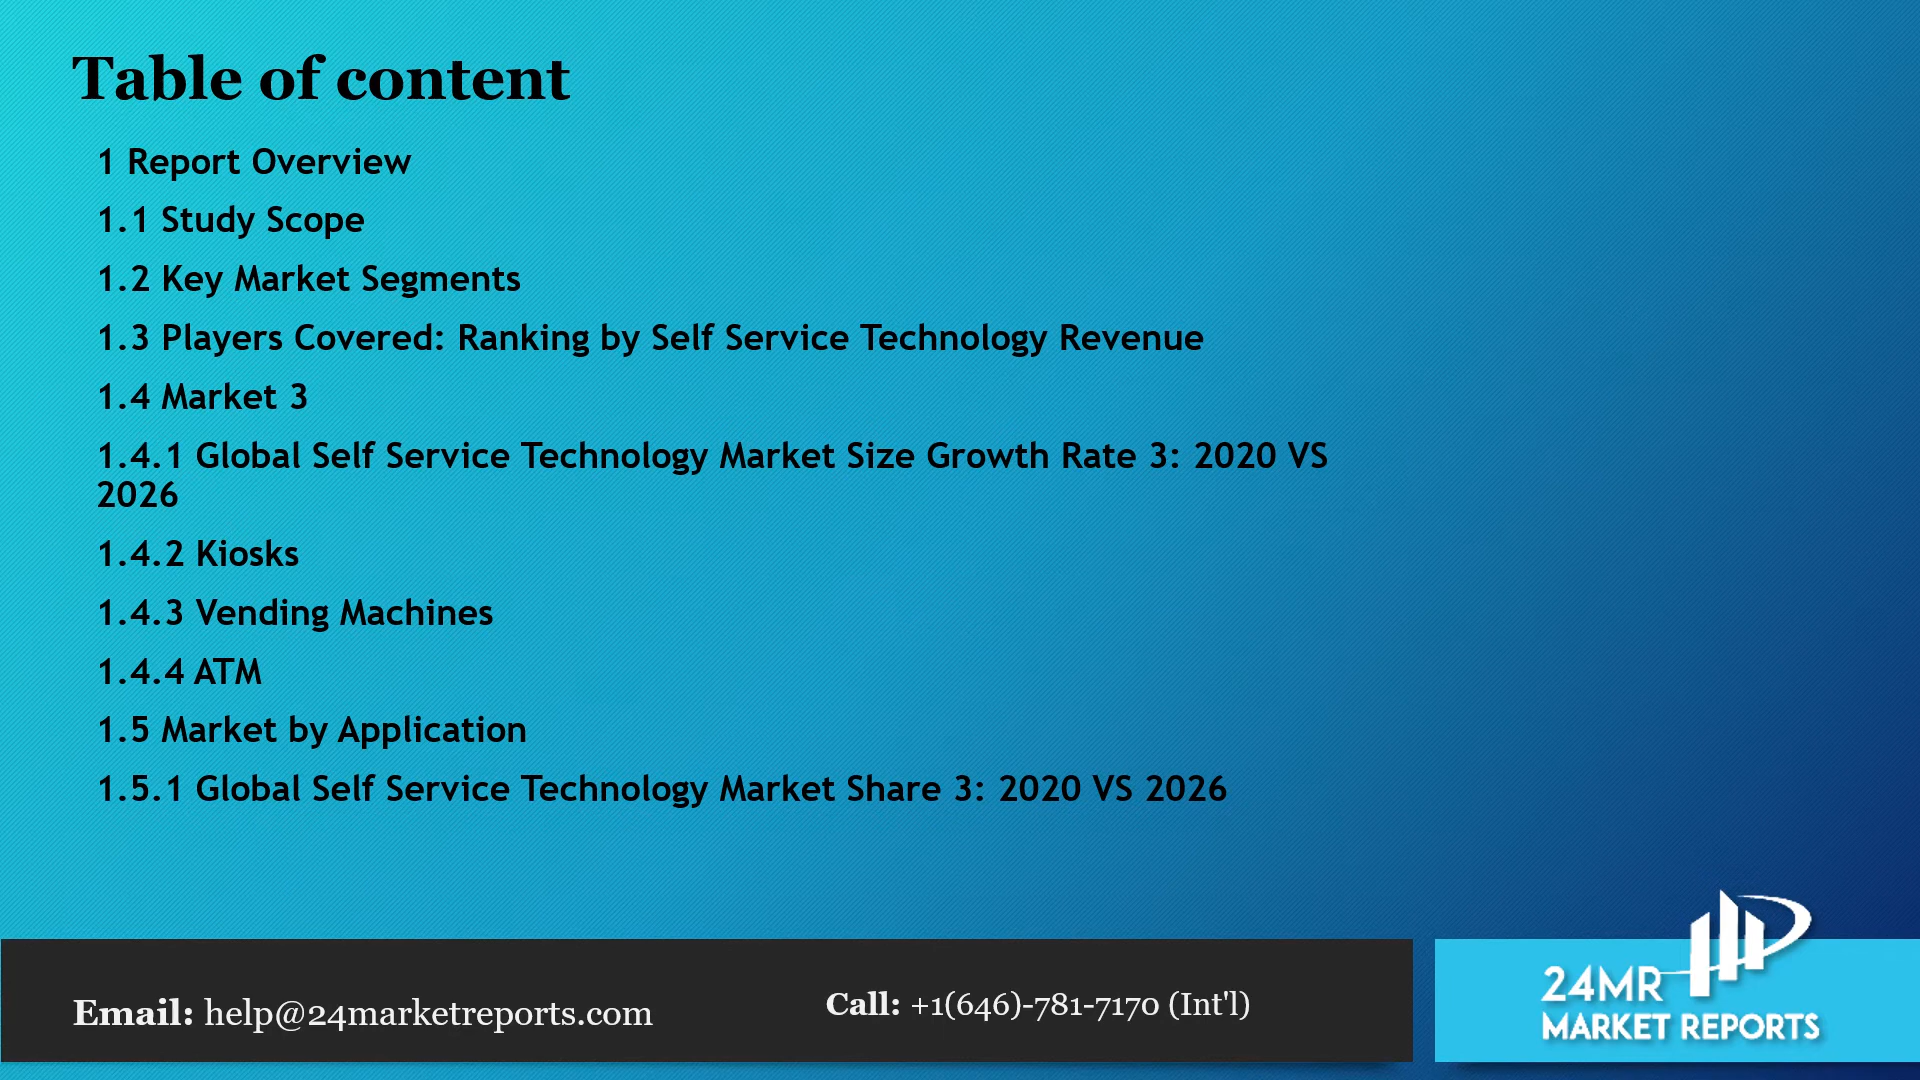 Table of content
1 Report Overview
1.1 Study Scope
1.2 Key Market Segments
1.3 Players Covered: Ranking by Self Service Technology Revenue
1.4 Market 3
1.4.1 Global Self Service Technology Market Size Growth Rate 3: 2020 VS
2026
1.4.2 Kiosks
1.4.3 Vending Machines
1.4.4 ATM
1.5 Market by Application
1.5.1 Global Self Service Technology Market Share 3: 2020 VS 2026
Email: help@24marketreports.com
Call: +1(646)-781-7170 (Int'l)
24MR
MARKET REPORTS